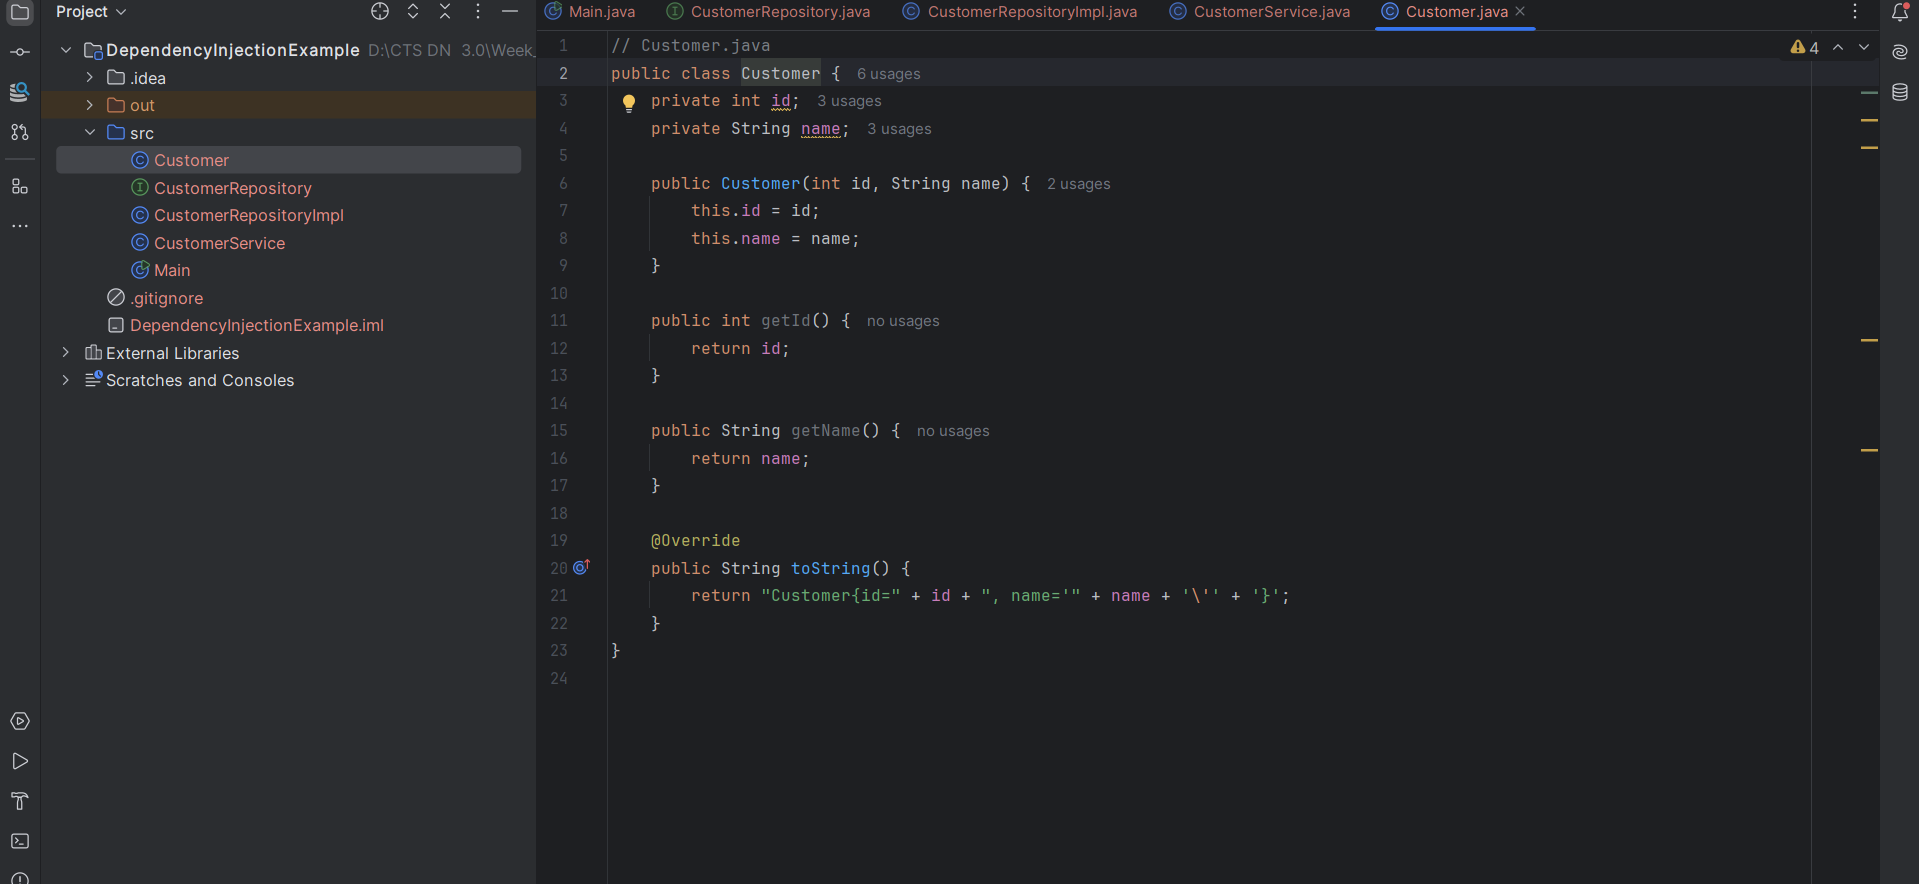 Project
Main.java CustomerRepository.java CustomerRepositoryImpl.java CustomerService.java Customer.java
DependencyInjectionExample D:\CTS DN 3.0\Week_
.idea
out
src
Customer
CustomerRepository
CustomerRepositoryImpl
CustomerService
Main
.gitignore
DependencyInjectionExample.iml
External Libraries
Scratches and Consoles
4
1 // Customer.java
2 public class Customer { 6 usages
3     private int id; 3 usages
4     private String name; 3 usages
5
6     public Customer(int id, String name) { 2 usages
7         this.id = id;
8         this.name = name;
9     }
10
11     public int getId() { no usages
12         return id;
13     }
14
15     public String getName() { no usages
16         return name;
17     }
18
19     @Override
20     public String toString() {
21         return "Customer{id=" + id + ", name='" + name + '\'' + '}';
22     }
23 }
24